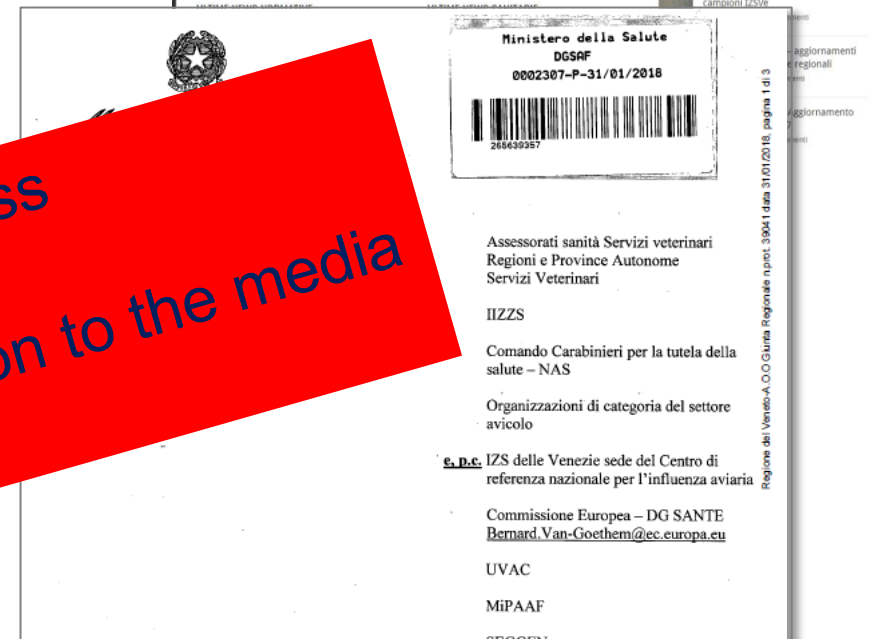 campioni IZSVe
- aggiornamenti
e regionali
Aggiornamento
Ministero della Salute
DGSAF
0002307-P-31/01/2018
265639357
ss
on to the media
Assessorati sanità Servizi veterinari
Regioni e Province Autonome
Servizi Veterinari
IIZZS
Comando Carabinieri per la tutela della
salute – NAS
Organizzazioni di categoria del settore
avicolo
e, p.c. IZS delle Venezie sede del Centro di
referenza nazionale per l'influenza aviaria
Commissione Europea – DG SANTE
Bernard.Van-Goethem@ec.europa.eu
UVAC
MiPAAF
Regione del Veneto-A.O.O Giunta Regionale n.prot. 39041 data 31/01/2018, pagina 1 di 3